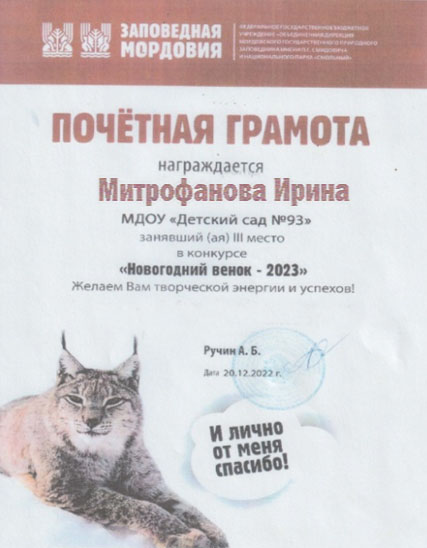 ЗАПОВЕДНАЯ
МОРДОВИЯ
ФЕДЕРАЛЬНОЕ ГОСУДАРСТВЕННОЕ БЮДЖЕТНОЕ
УЧРЕЖДЕНИЕ «ОБЪЕДИНЕННАЯ ДИРЕКЦИЯ
МОРДОВСКОГО ГОСУДАРСТВЕННОГО ПРИРОДНОГО
ЗАПОВЕДНИКА ИМЕНИ П.Г. СМИДОВИЧА
И НАЦИОНАЛЬНОГО ПАРКА «СМОЛЬНЫЙ»
ПОЧЁТНАЯ ГРАМОТА
награждается
Митрофанова Ирина
МДОУ «Детский сад №93»
занявший (ая) III место
в конкурсе
«Новогодний венок - 2023»
Желаем Вам творческой энергии и успехов!
Ручин А. Б.
Дата 20.12.2022 г.
И лично
от меня
спасибо!